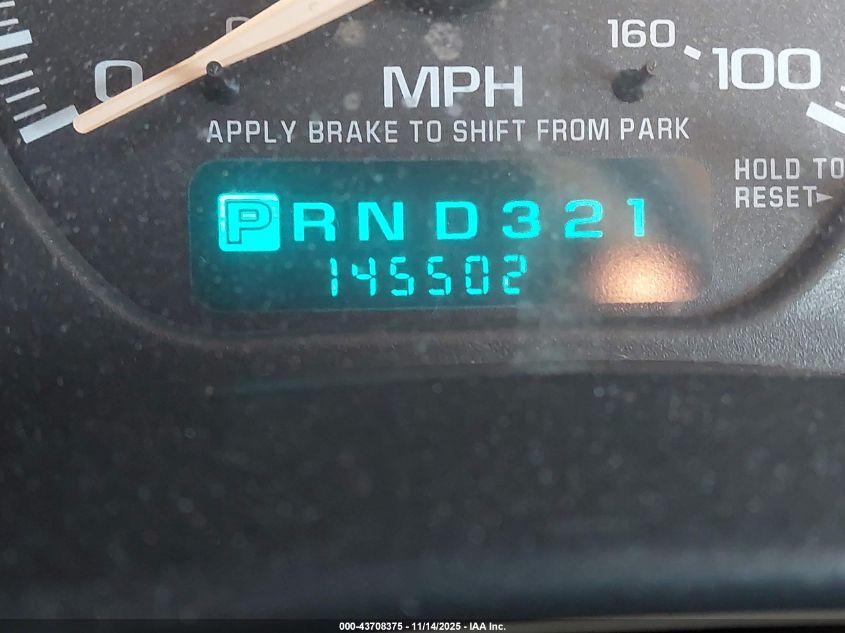 0
160
100
MPH
APPLY BRAKE TO SHIFT FROM PARK
HOLD TO
RESET
P R N D 3 2 1
145502
000-43708375 - 11/14/2025 - IAA Inc.